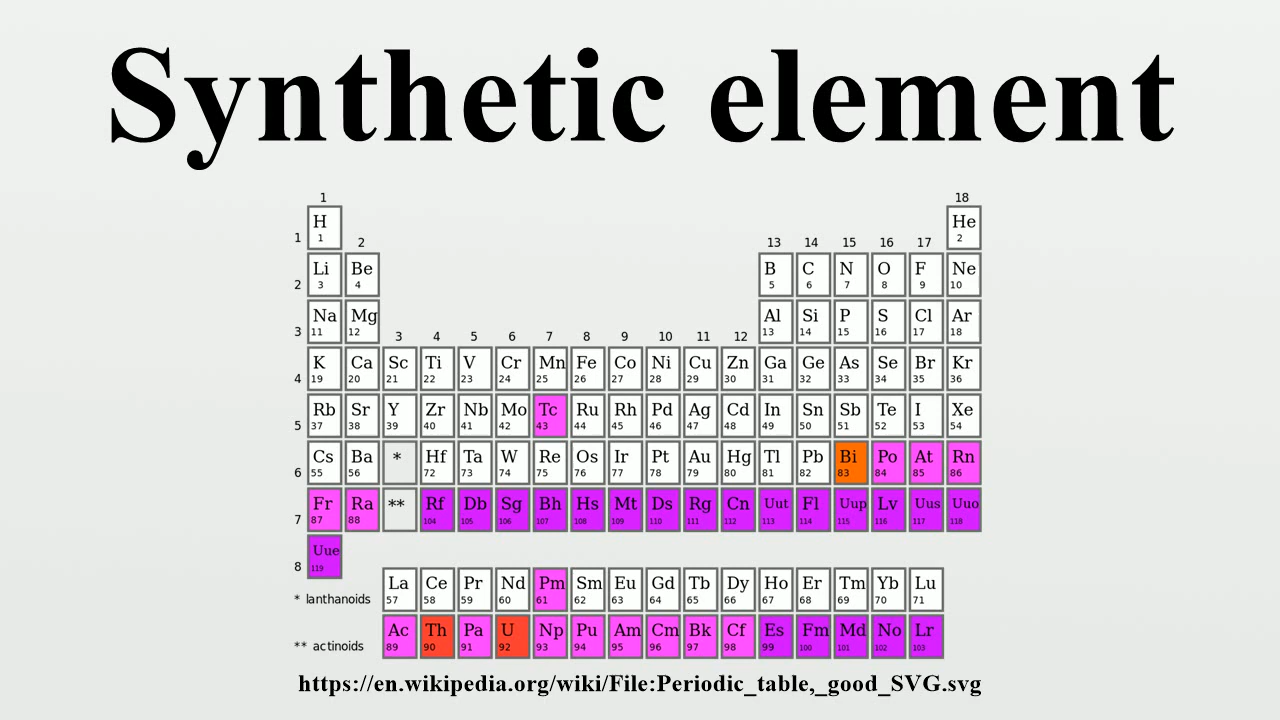 Synthetic element
1 18
H He
1 1 2 2 13 14 15 16 17
Li Be B C N O F Ne
2 3 4 5 6 7 8 9 10
Na Mg Al Si P S Cl Ar
3 11 12 3 4 5 6 7 8 9 10 11 12 13 14 15 16 17 18
K Ca Sc Ti V Cr Mn Fe Co Ni Cu Zn Ga Ge As Se Br Kr
4 19 20 21 22 23 24 25 26 27 28 29 30 31 32 33 34 35 36
Rb Sr Y Zr Nb Mo Tc Ru Rh Pd Ag Cd In Sn Sb Te I Xe
5 37 38 39 40 41 42 43 44 45 46 47 48 49 50 51 52 53 54
Cs Ba * Hf Ta W Re Os Ir Pt Au Hg Tl Pb Bi Po At Rn
6 55 56 72 73 74 75 76 77 78 79 80 81 82 83 84 85 86
Fr Ra ** Rf Db Sg Bh Hs Mt Ds Rg Cn Uut Fl Uup Lv Uus Uuo
7 87 88 104 105 106 107 108 109 110 111 112 113 114 115 116 117 118
Uue
8 119
La Ce Pr Nd Pm Sm Eu Gd Tb Dy Ho Er Tm Yb Lu
* lanthanoids 57 58 59 60 61 62 63 64 65 66 67 68 69 70 71
Ac Th Pa U Np Pu Am Cm Bk Cf Es Fm Md No Lr
** actinoids 89 90 91 92 93 94 95 96 97 98 99 100 101 102 103
https://en.wikipedia.org/wiki/File:Periodic_table,_good_SVG.svg